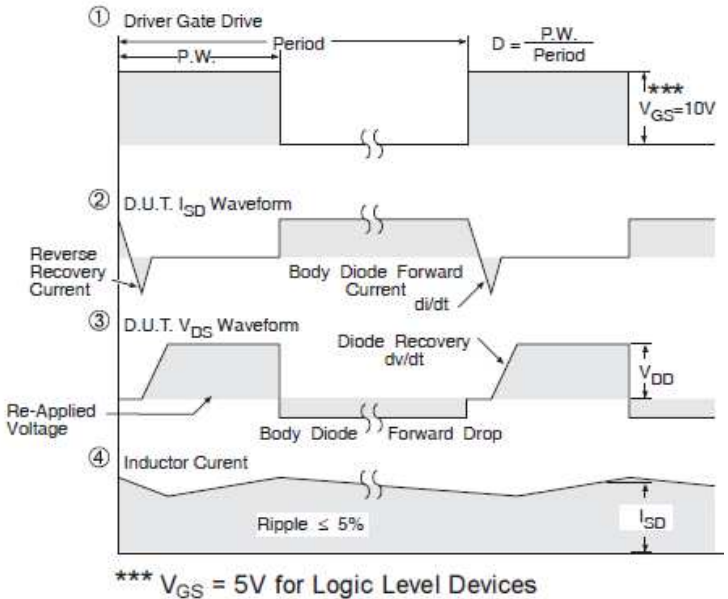 ① Driver Gate Drive
Period
P.W.
D = P.W.
Period
***
VGS=10V
② D.U.T. ISD Waveform
Reverse
Recovery
Current
Body Diode Forward
Current
di/dt
③ D.U.T. VDS Waveform
Diode Recovery
dv/dt
VDD
Re-Applied
Voltage
Body Diode Forward Drop
④ Inductor Curent
Ripple ≤ 5%
ISD
*** VGS = 5V for Logic Level Devices